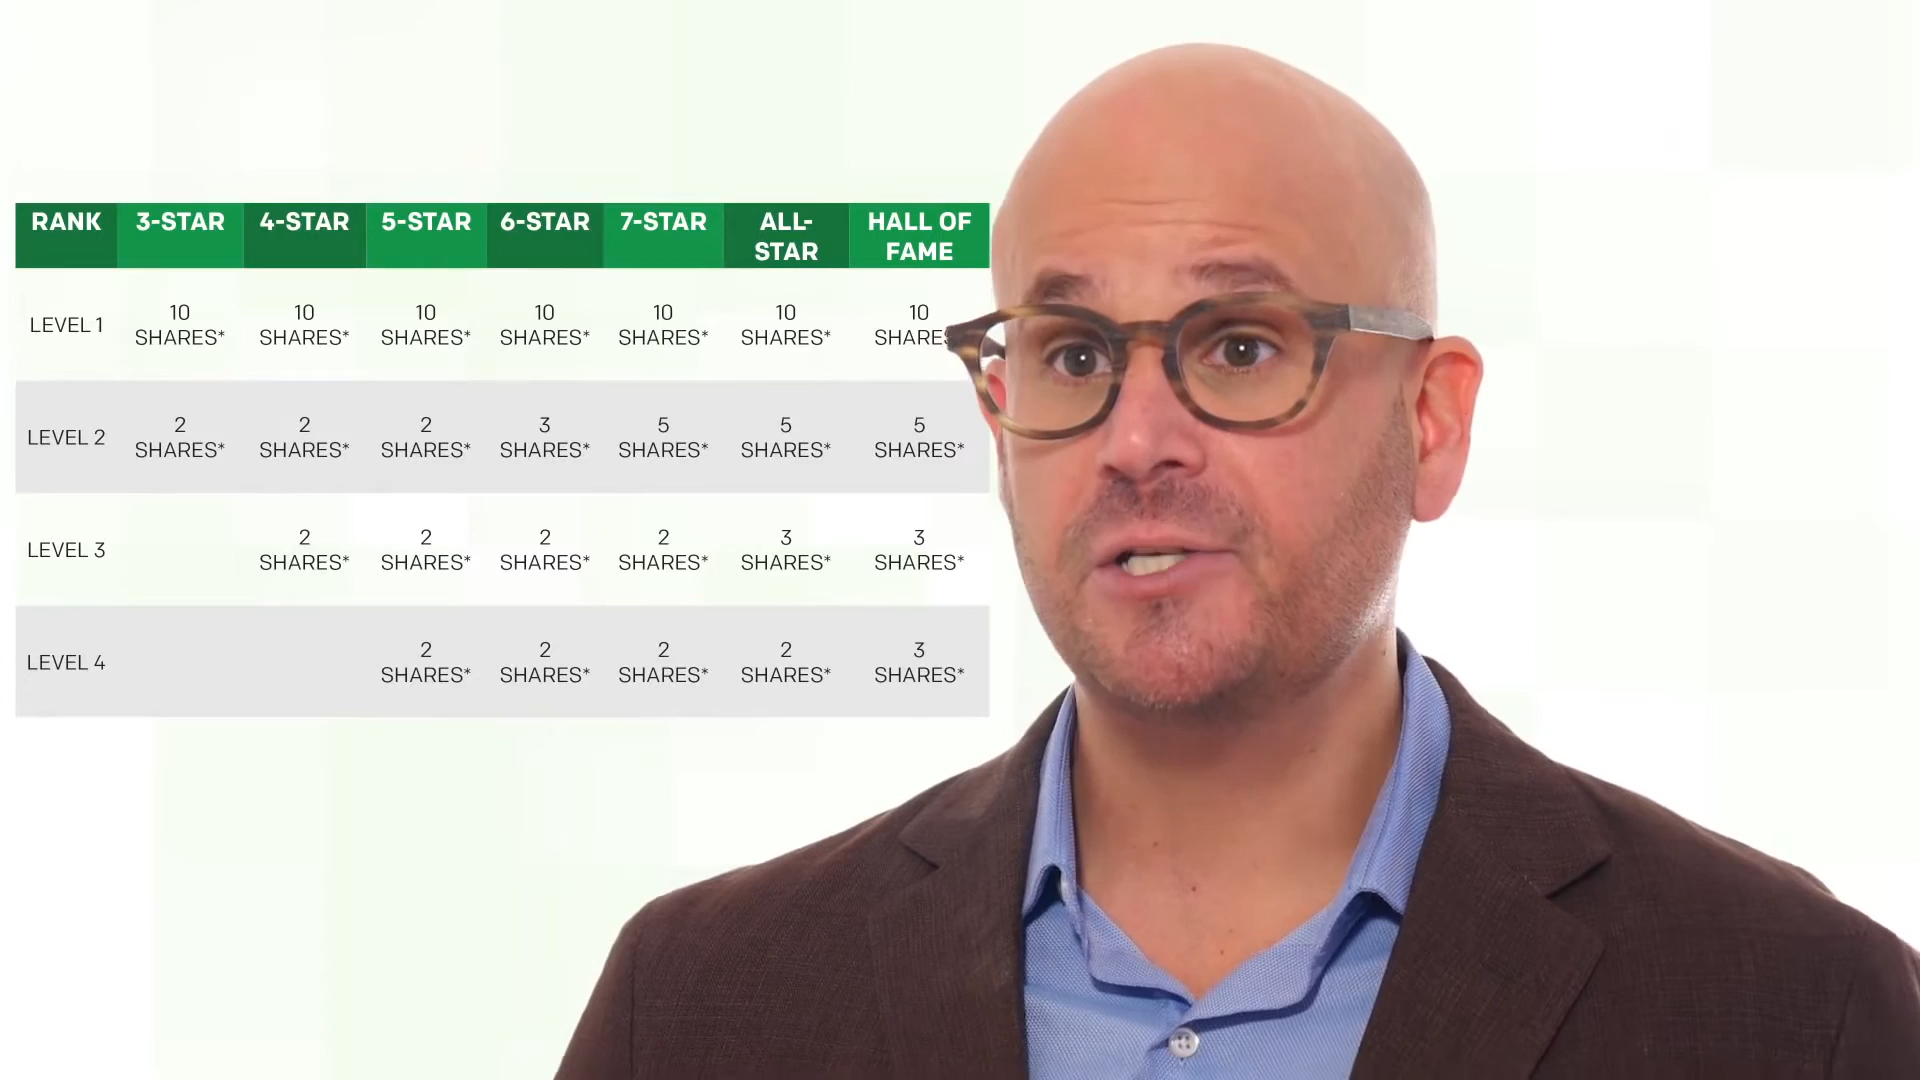 RANK 3-STAR 4-STAR 5-STAR 6-STAR 7-STAR ALL- HALL OF
STAR FAME
10 10 10 10 10 10 10
LEVEL 1
SHARES* SHARES* SHARES* SHARES* SHARES* SHARES* SHARES
2 2 2 3 5 5 5
LEVEL 2
SHARES* SHARES* SHARES* SHARES* SHARES* SHARES* SHARES*
2 2 2 2 3 3
LEVEL 3
SHARES* SHARES* SHARES* SHARES* SHARES* SHARES*
2 2 2 2 3
LEVEL 4
SHARES* SHARES* SHARES* SHARES* SHARES*